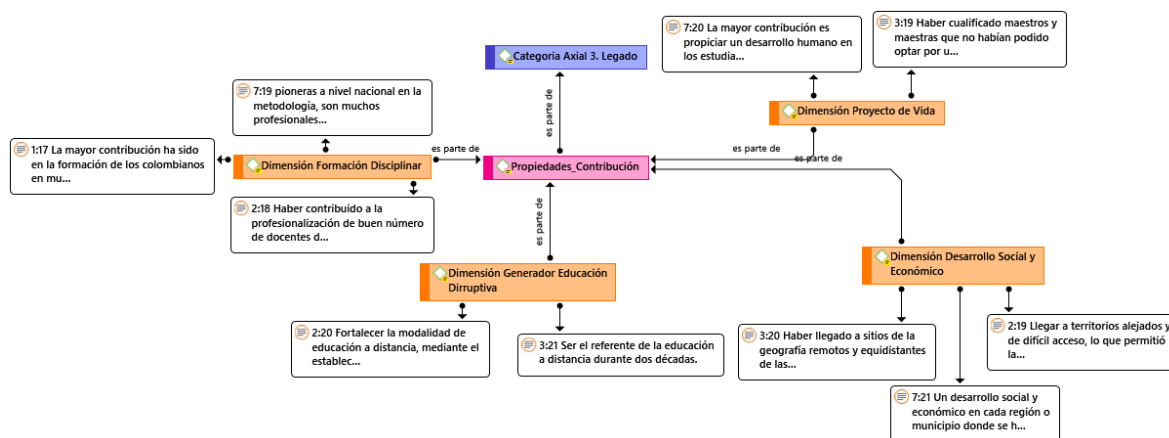 7:20 La mayor contribución es
propiciar un desarrollo humano en
los estudia...
3:19 Haber cualificado maestros y
maestras que no habían podido
optar por u...
Categoria Axial 3. Legado
7:19 pioneras a nivel nacional en la
metodología, son muchos
profesionales...
es parte de
Dimensión Proyecto de Vida
1:17 La mayor contribución ha sido
en la formación de los colombianos
en mu...
es parte de
es parte de
es parte de
Dimensión Formación Disciplinar
Propiedades_Contribución
2:18 Haber contribuido a la
profesionalización de buen número
de docentes d...
es parte de
Dimensión Generador Educación
Dirruptiva
Dimensión Desarrollo Social y
Económico
2:20 Fortalecer la modalidad de
educación a distancia, mediante el
establec...
3:21 Ser el referente de la educación
a distancia durante dos décadas.
3:20 Haber llegado a sitios de la
geografía remotos y equidistantes
de las...
2:19 Llegar a territorios alejados y
de difícil acceso, lo que permitió
la...
7:21 Un desarrollo social y
económico en cada región o
municipio donde se h...